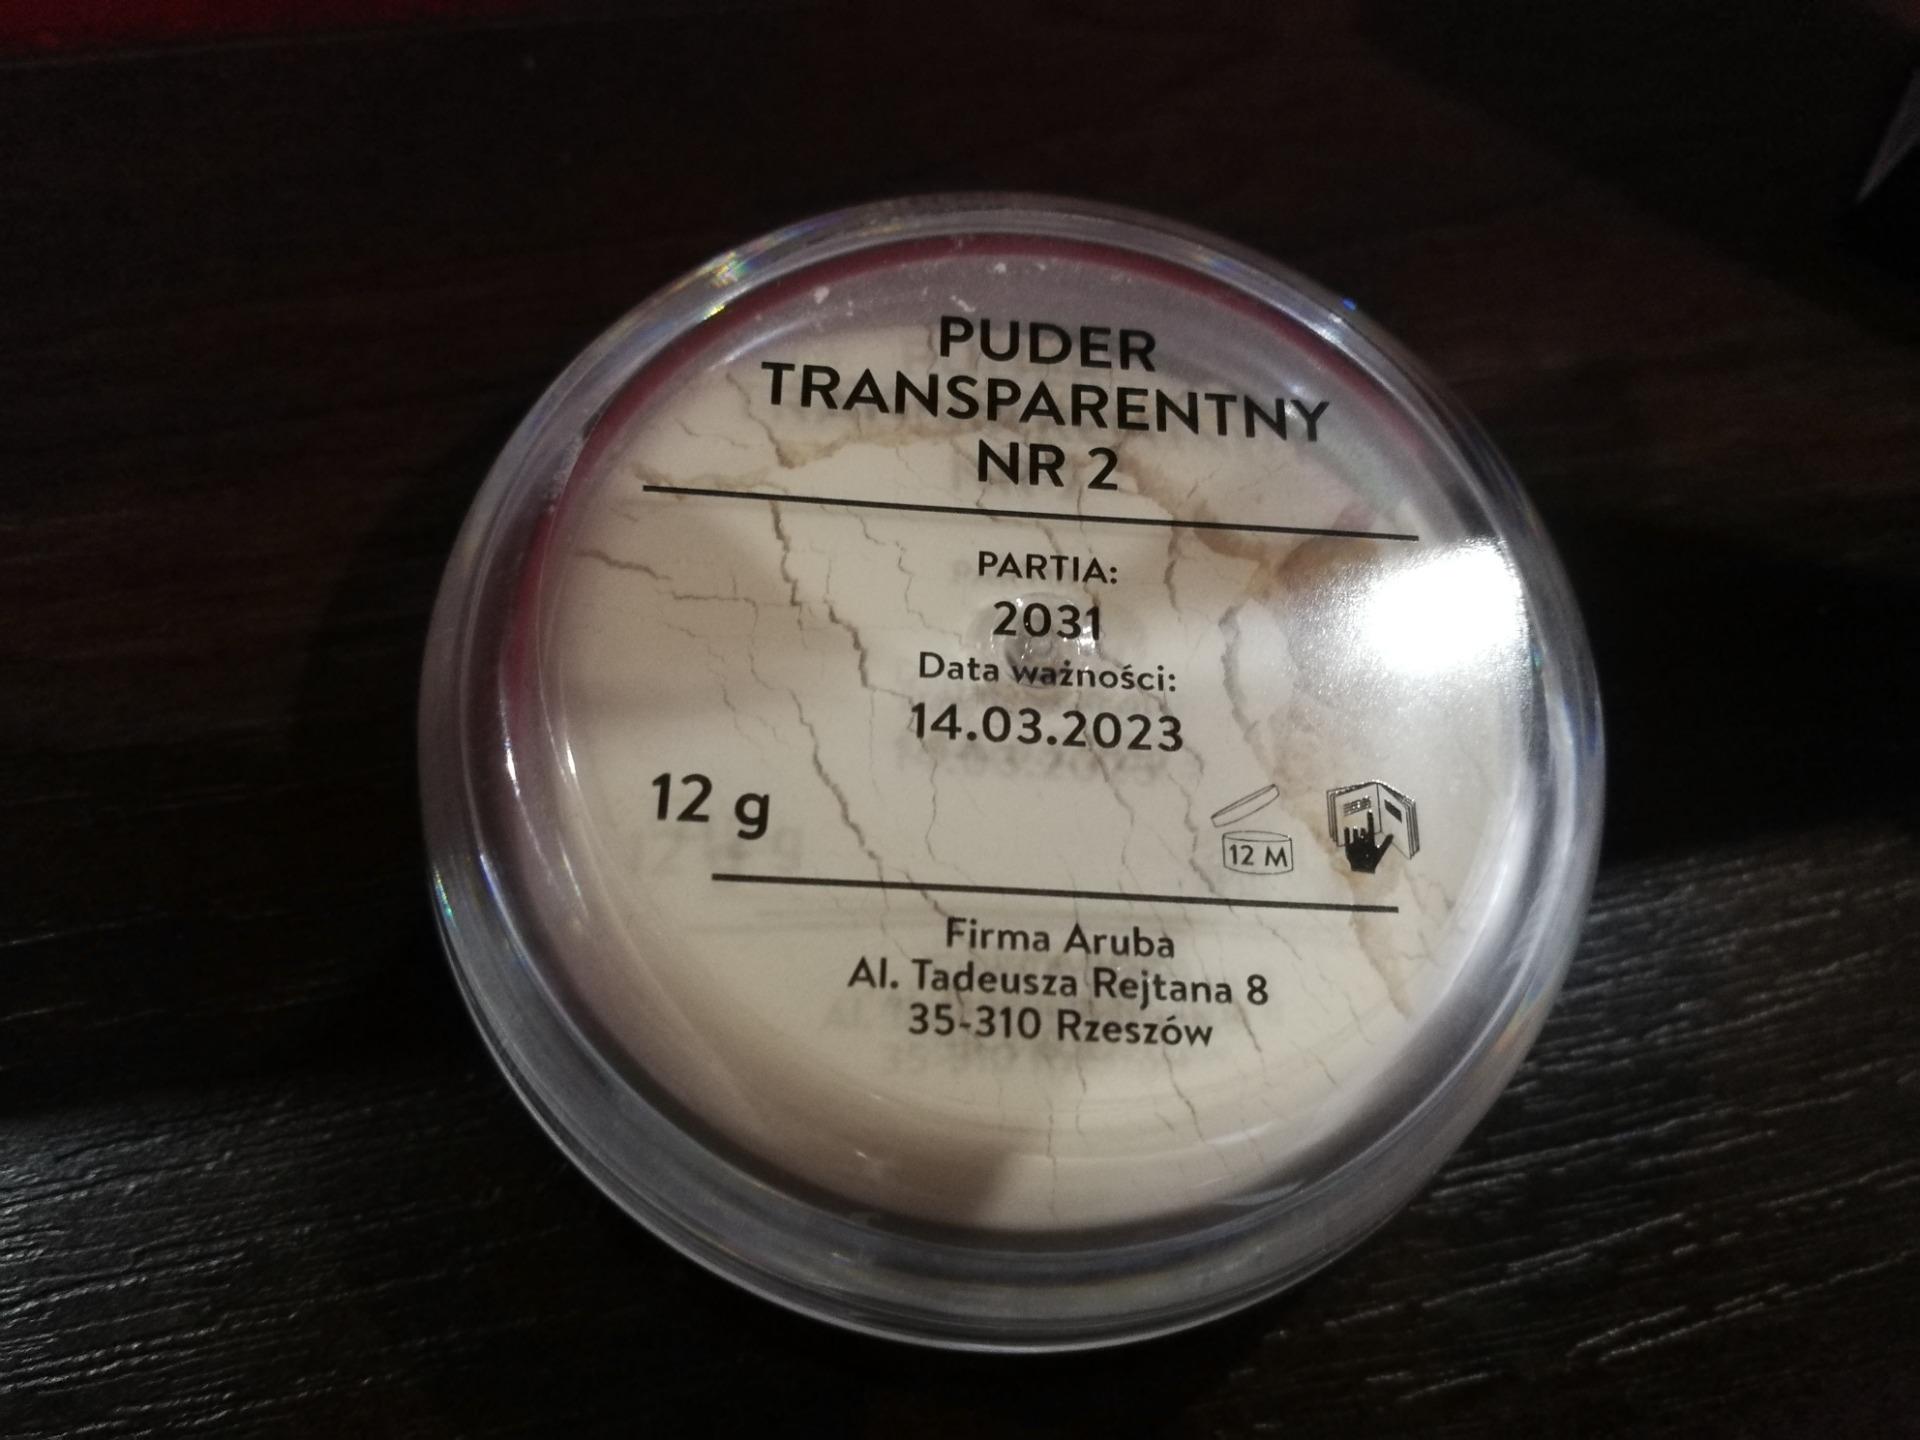 PUDER
TRANSPARENTNY
NR 2
PARTIA:
2031
Data ważności:
14.03.2023
12 g
12 M
Firma Aruba
Al. Tadeusza Rejtana 8
35-310 Rzeszów